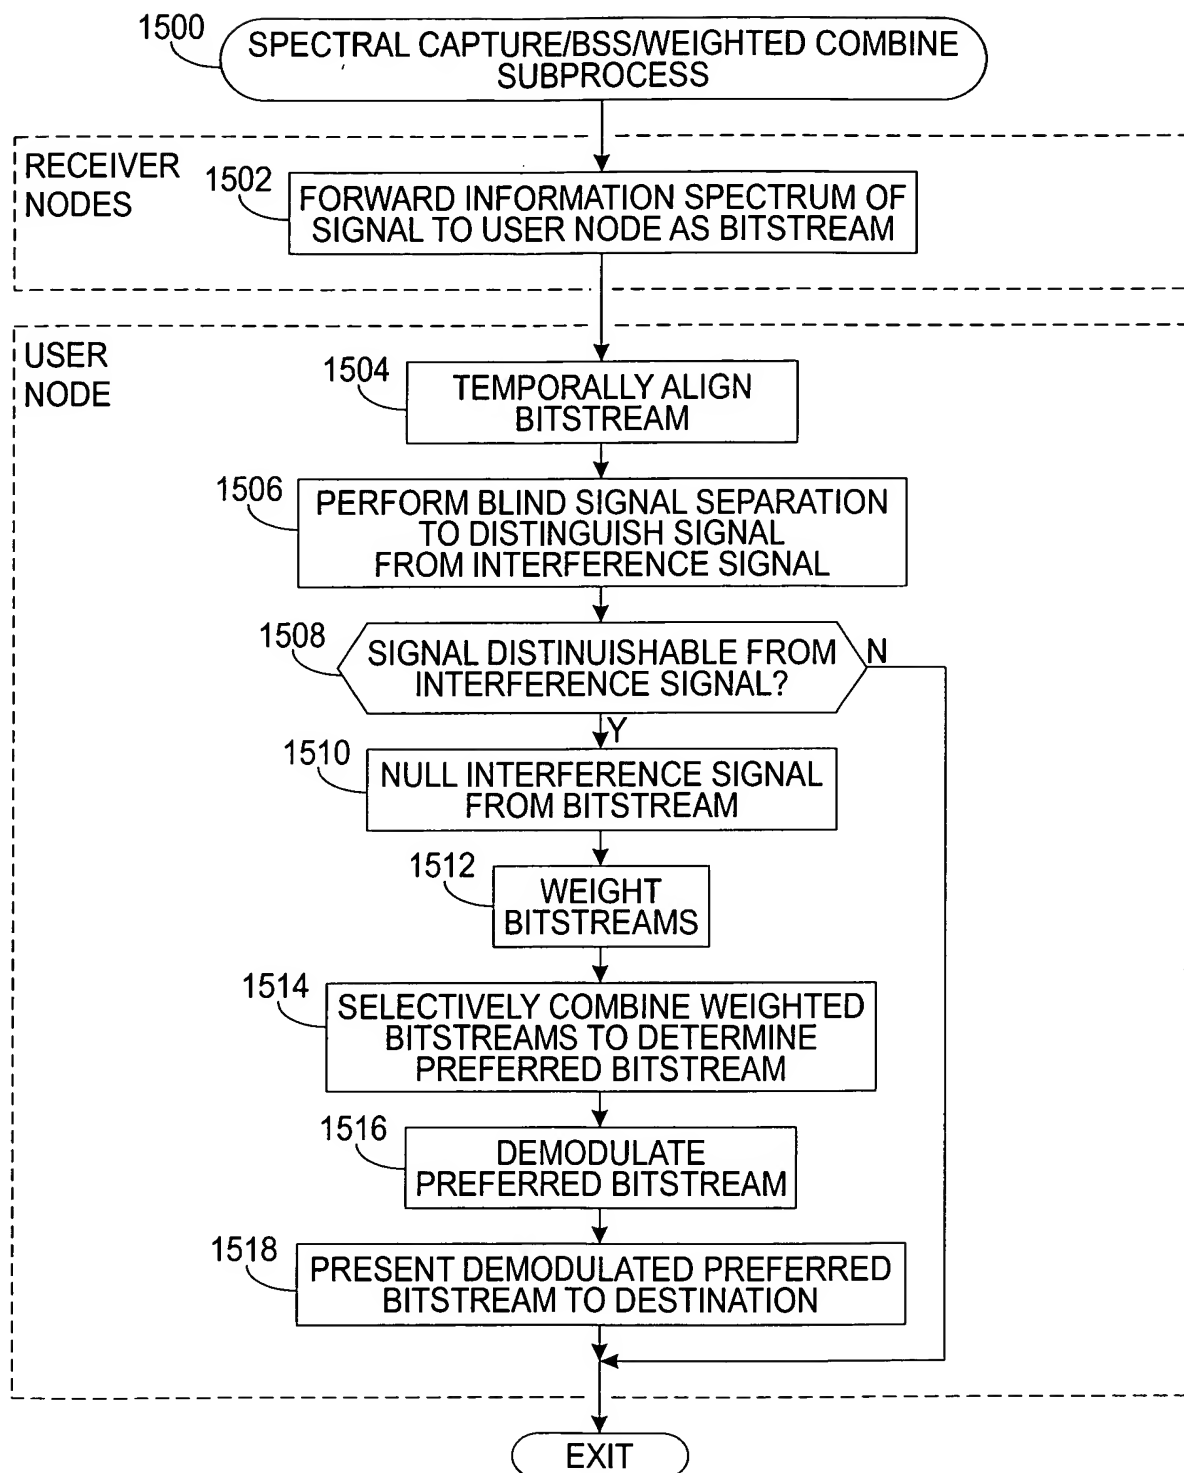 1500
SPECTRAL CAPTURE/BSS/WEIGHTED COMBINE
SUBPROCESS
RECEIVER
NODES
1502
FORWARD INFORMATION SPECTRUM OF
SIGNAL TO USER NODE AS BITSTREAM
USER
NODE
1504
TEMPORALLY ALIGN
BITSTREAM
1506
PERFORM BLIND SIGNAL SEPARATION
TO DISTINGUISH SIGNAL
FROM INTERFERENCE SIGNAL
1508
SIGNAL DISTINUISHABLE FROM
INTERFERENCE SIGNAL?
N
Y
1510
NULL INTERFERENCE SIGNAL
FROM BITSTREAM
1512
WEIGHT
BITSTREAMS
1514
SELECTIVELY COMBINE WEIGHTED
BITSTREAMS TO DETERMINE
PREFERRED BITSTREAM
1516
DEMODULATE
PREFERRED BITSTREAM
1518
PRESENT DEMODULATED PREFERRED
BITSTREAM TO DESTINATION
EXIT